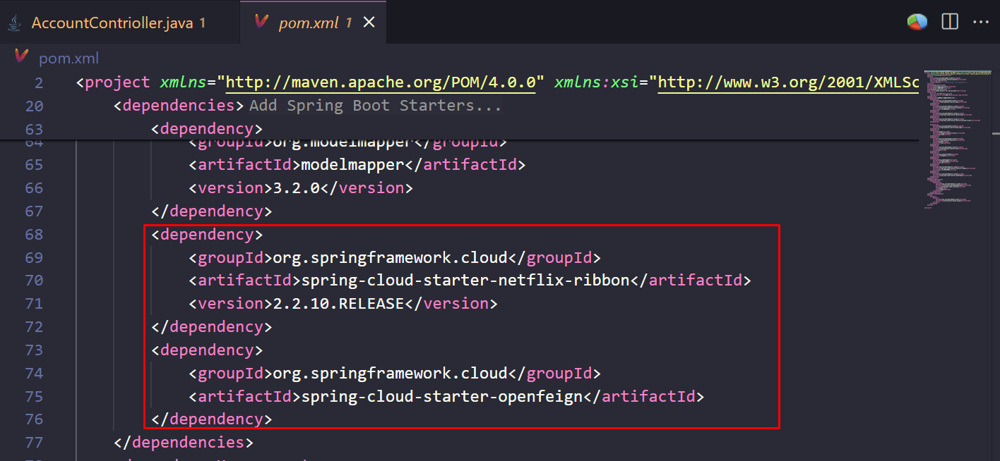 AccountContrioller.java 1
pom.xml 1
pom.xml
2 <project xmlns="http://maven.apache.org/POM/4.0.0" xmlns:xsi="http://www.w3.org/2001/XMLSc
20 <dependencies> Add Spring Boot Starters...
63 <dependency>
64 <groupId>org.modelmapper</groupId>
65 <artifactId>modelmapper</artifactId>
66 <version>3.2.0</version>
67 </dependency>
68 <dependency>
69 <groupId>org.springframework.cloud</groupId>
70 <artifactId>spring-cloud-starter-netflix-ribbon</artifactId>
71 <version>2.2.10.RELEASE</version>
72 </dependency>
73 <dependency>
74 <groupId>org.springframework.cloud</groupId>
75 <artifactId>spring-cloud-starter-openfeign</artifactId>
76 </dependency>
77 </dependencies>